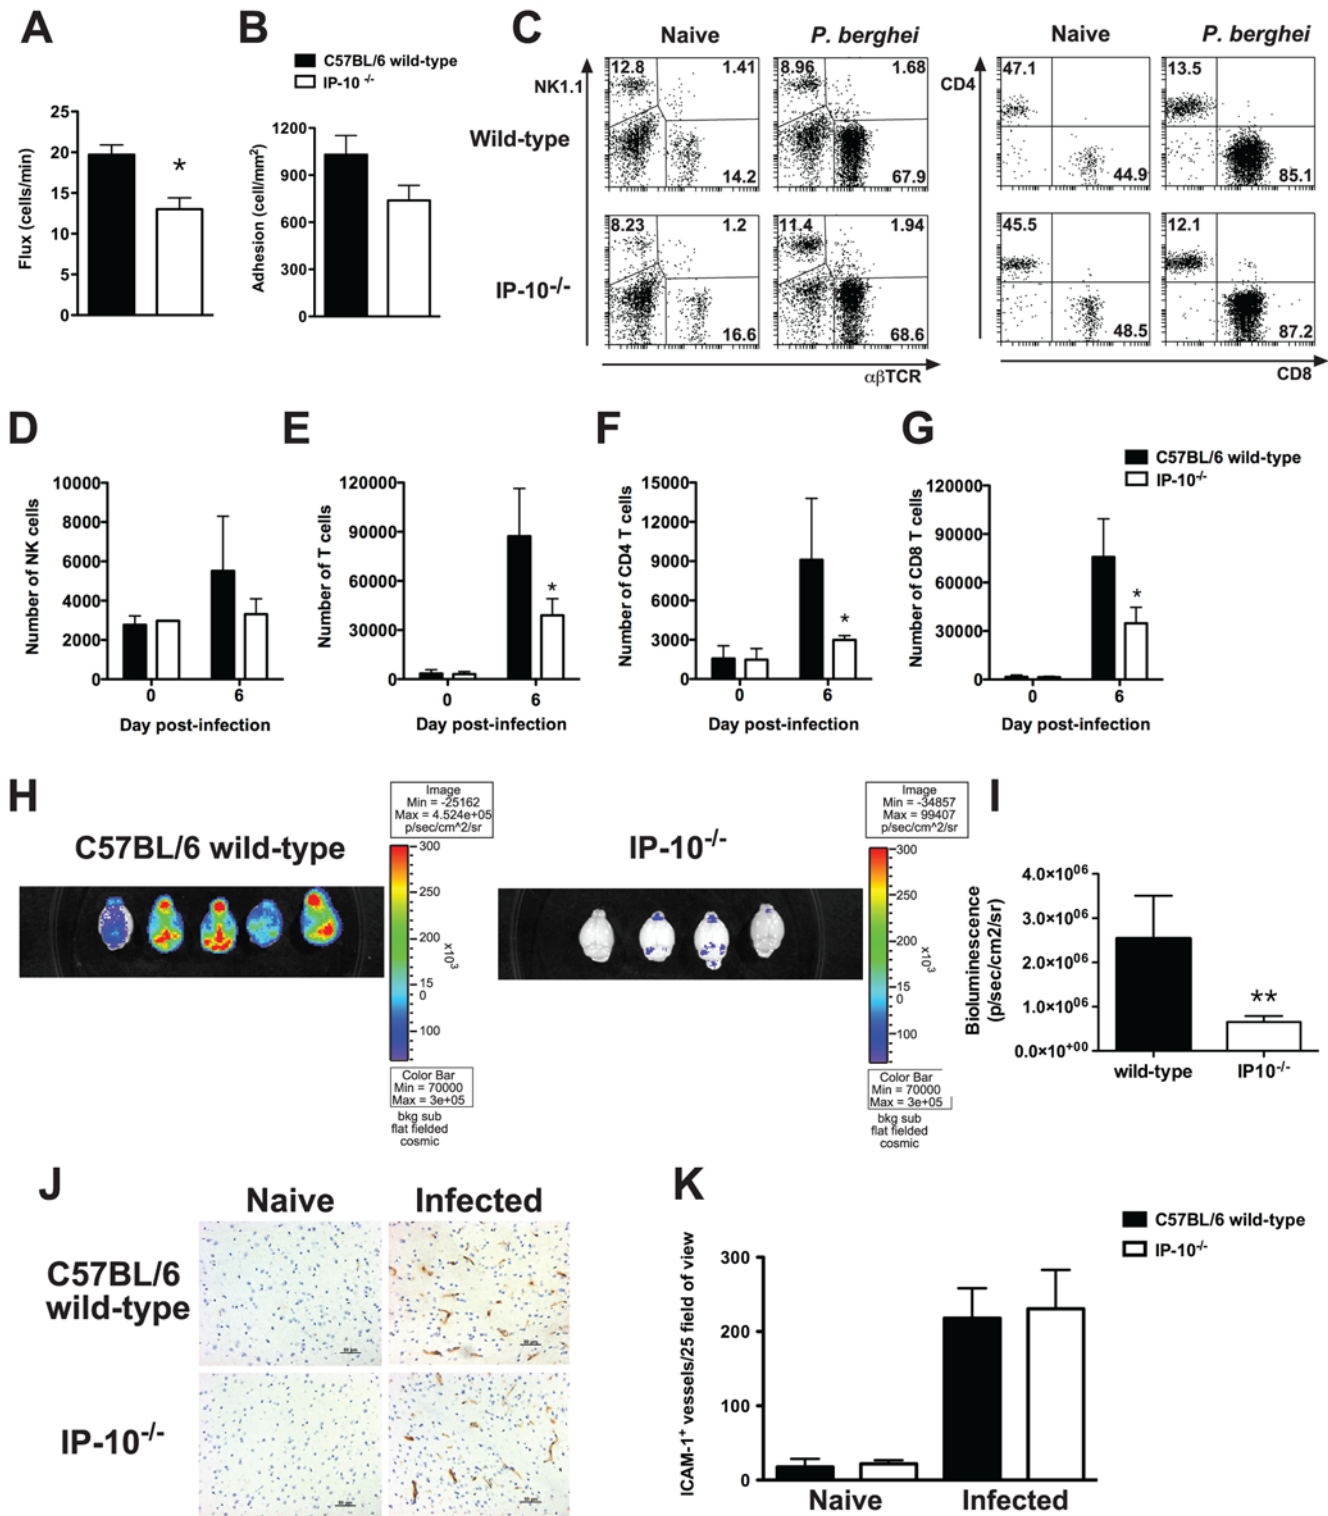 A
B
C
C57BL/6 wild-type
IP-10 -/-
Flux (cells/min)
25
20
15
10
5
0
*
Adhesion (cell/mm²)
1200
900
600
300
0
Naive
P. berghei
Naive
P. berghei
NK1.1
12.8
1.41
14.2
8.96
1.68
67.9
CD4
47.1
44.9
13.5
85.1
Wild-type
8.23
1.2
16.6
11.4
1.94
68.6
45.5
48.5
12.1
87.2
IP-10-/-
αβTCR
CD8
D
E
F
G
C57BL/6 wild-type
IP-10-/-
Number of NK cells
10000
8000
6000
4000
2000
0
0
6
Day post-infection
Number of T cells
120000
90000
60000
30000
0
*
0
6
Day post-infection
Number of CD4 T cells
15000
12000
9000
6000
3000
0
*
0
6
Day post-infection
Number of CD8 T cells
120000
90000
60000
30000
0
*
0
6
Day post-infection
H
C57BL/6 wild-type
Image
Min = -25162
Max = 4.524e+05
p/sec/cm^2/sr
300
250
200
15
0
100
x10³
Color Bar
Min = 70000
Max = 3e+05
bkg sub
flat fielded
cosmic
IP-10-/-
Image
Min = -34857
Max = 99407
p/sec/cm^2/sr
300
250
200
15
0
100
x10³
Color Bar
Min = 70000
Max = 3e+05
bkg sub
flat fielded
cosmic
I
Bioluminescence
(p/sec/cm2/sr)
4.0×10⁰⁶
3.0×10⁰⁶
2.0×10⁰⁶
1.0×10⁰⁶
0.0×10⁺⁰⁰
**
wild-type
IP10-/-
J
Naive
Infected
C57BL/6
wild-type
IP-10-/-
K
C57BL/6 wild-type
IP-10-/-
ICAM-1⁺ vessels/25 field of view
300
200
100
0
Naive
Infected